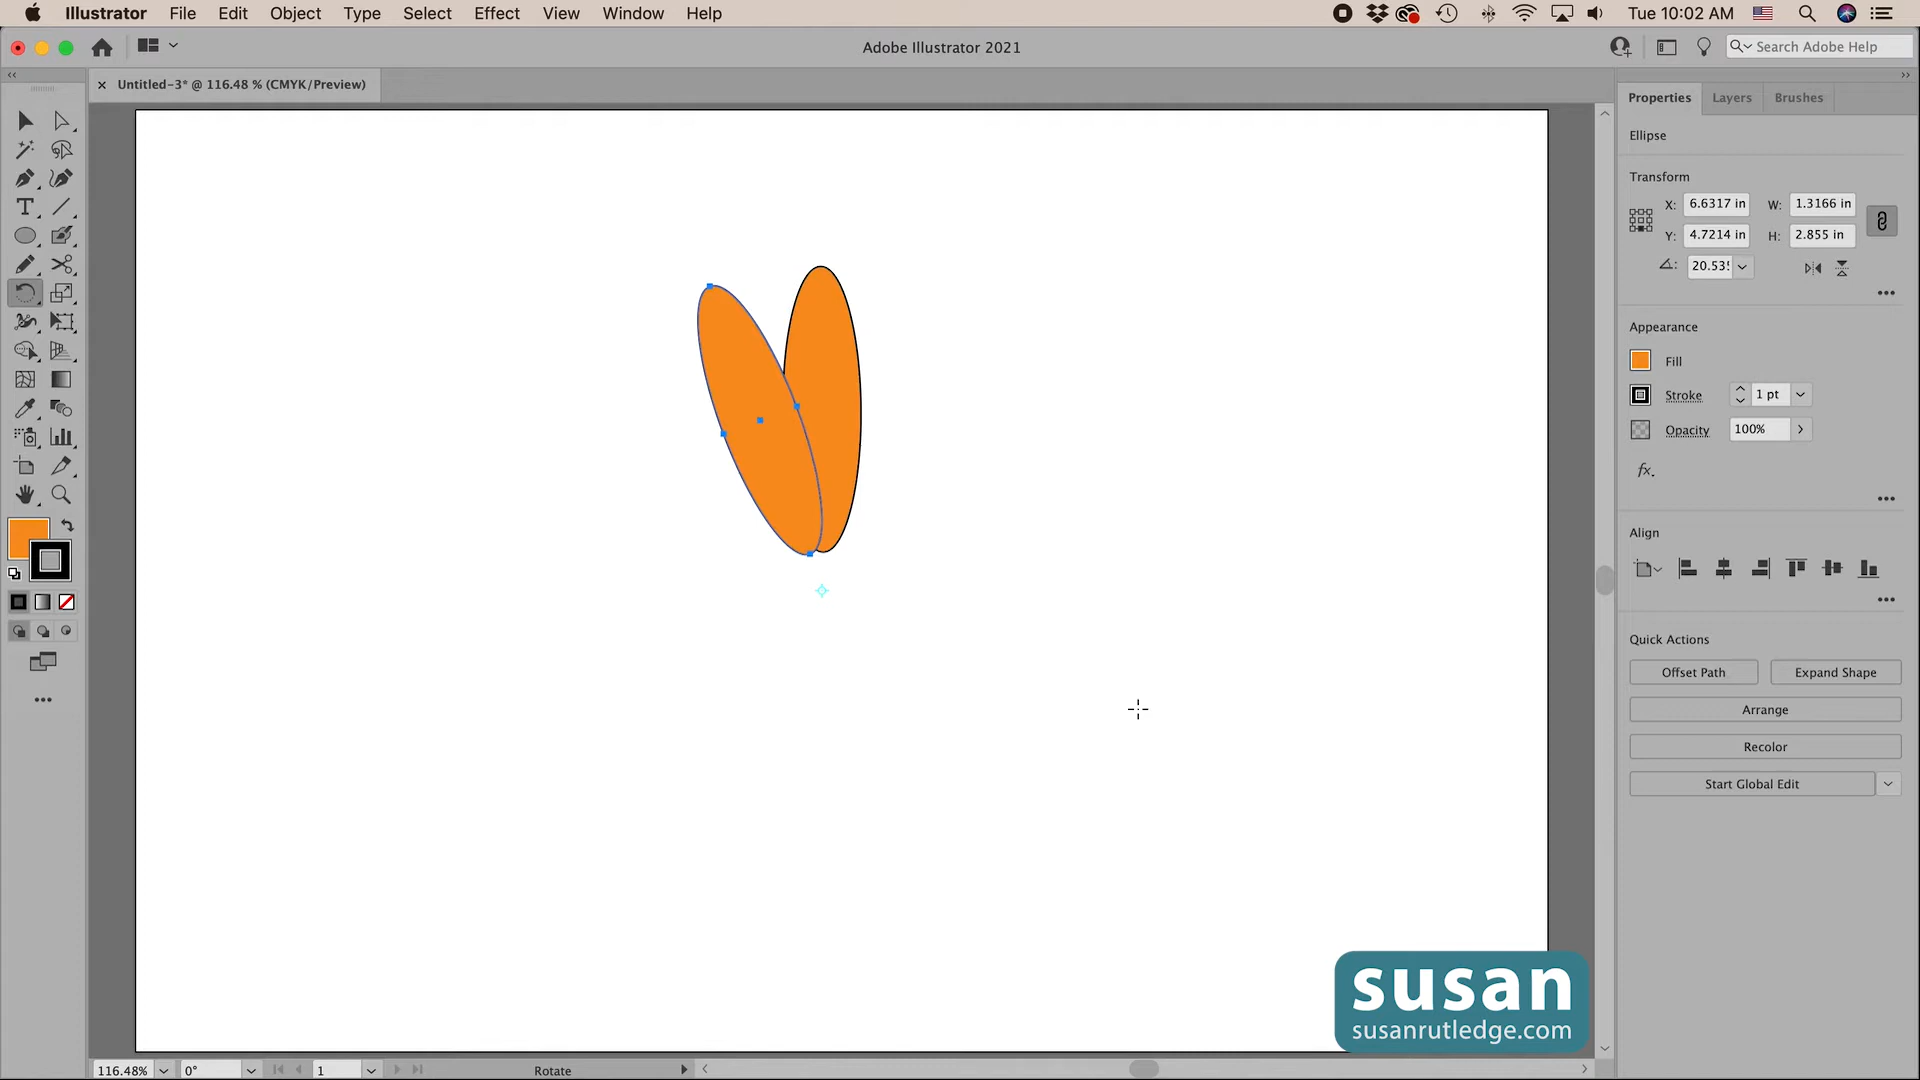 Illustrator File Edit Object Type Select Effect View Window Help Tue 10:02 AM
Adobe Illustrator 2021
Search Adobe Help
Untitled-3* @ 116.48 % (CMYK/Preview)
Properties Layers Brushes
Ellipse
Transform
X: 6.6317 in W: 1.3166 in
Y: 4.7214 in H: 2.855 in
20.53
Appearance
Fill
Stroke 1 pt
Opacity 100%
fx.
Align
Quick Actions
Offset Path Expand Shape
Arrange
Recolor
Start Global Edit
susan
susanrutledge.com
116.48% 0° 1 Rotate